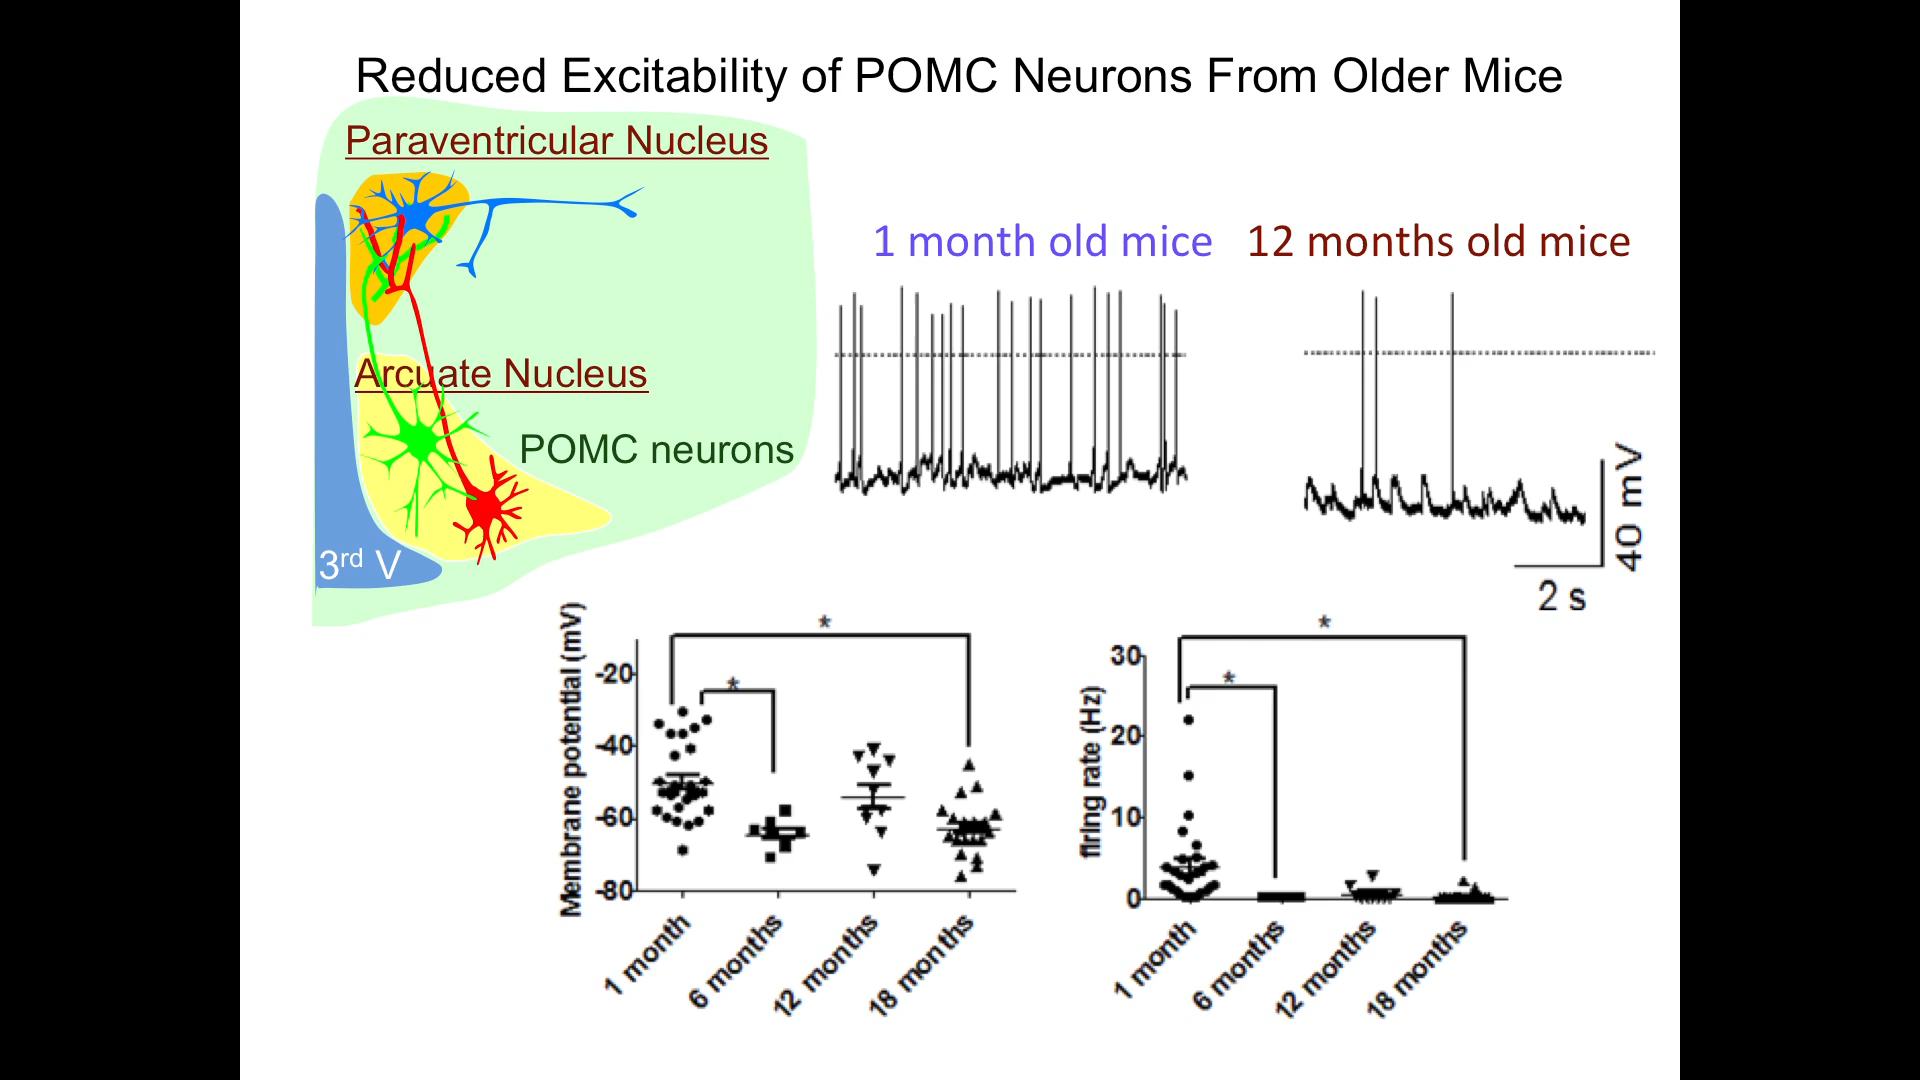 Reduced Excitability of POMC Neurons From Older Mice
Paraventricular Nucleus
1 month old mice
12 months old mice
Arcuate Nucleus
POMC neurons
3rd V
40 mV
2 s
Membrane potential (mV)
*
*
-20
-40
-60
-80
1 month
6 months
12 months
18 months
firing rate (Hz)
*
*
30
20
10
0
1 month
6 months
12 months
18 months